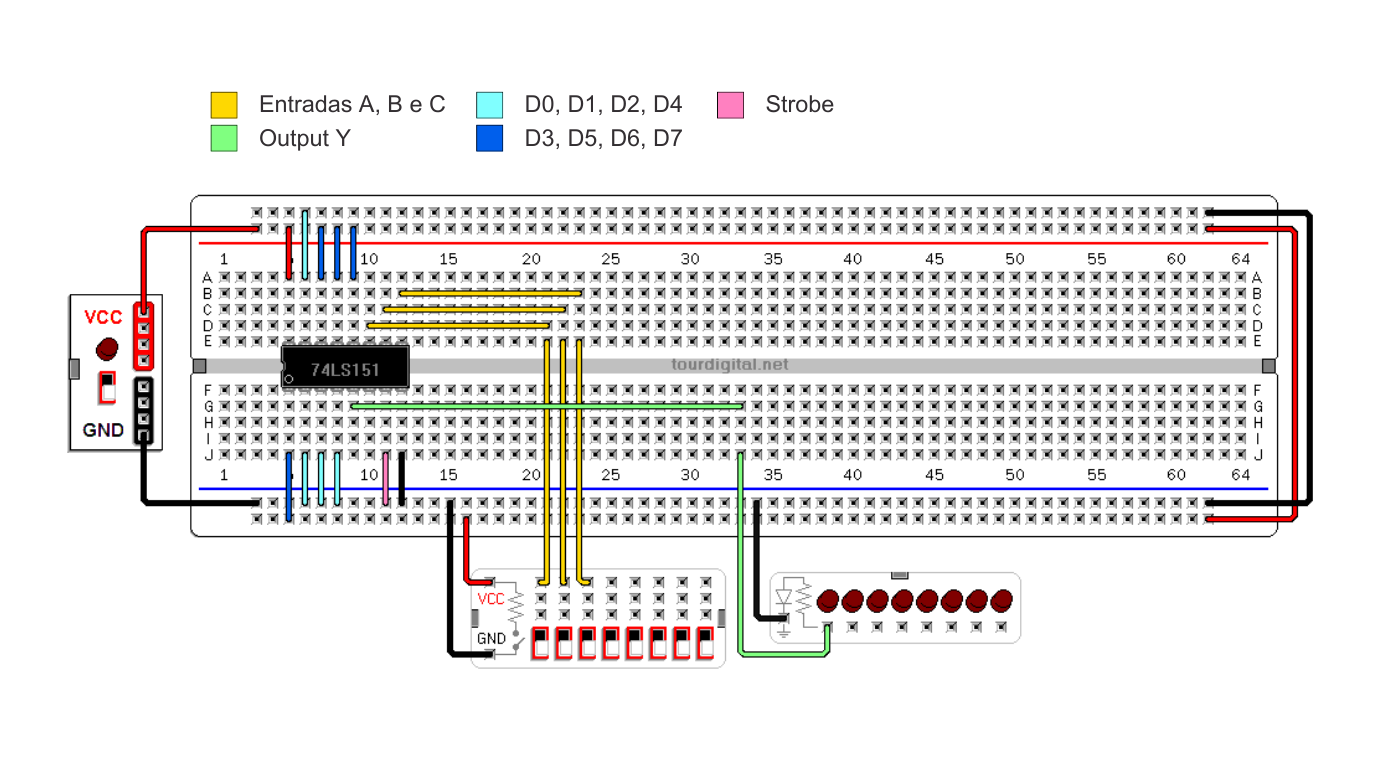 Entradas A, B e C D0, D1, D2, D4 Strobe
Output Y D3, D5, D6, D7
1 10 15 20 25 30 35 40 45 50 55 60 64
A A
B B
C C
D D
E E
VCC
74LS151
tourdigital.net
GND
F F
G G
H H
I I
J J
1 10 15 20 25 30 35 40 45 50 55 60 64
VCC
GND